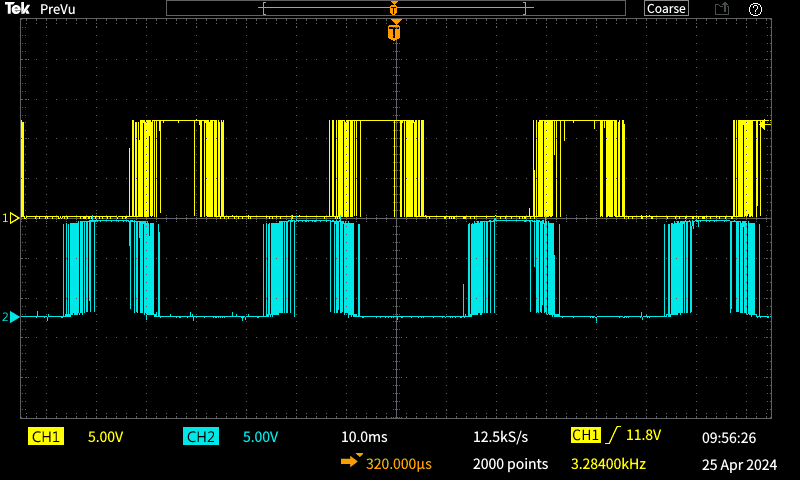 Tek PreVu T Coarse ?
T
1
2
CH1 5.00V CH2 5.00V 10.0ms 12.5kS/s CH1 11.8V 09:56:26
320.000µs 2000 points 3.28400kHz 25 Apr 2024